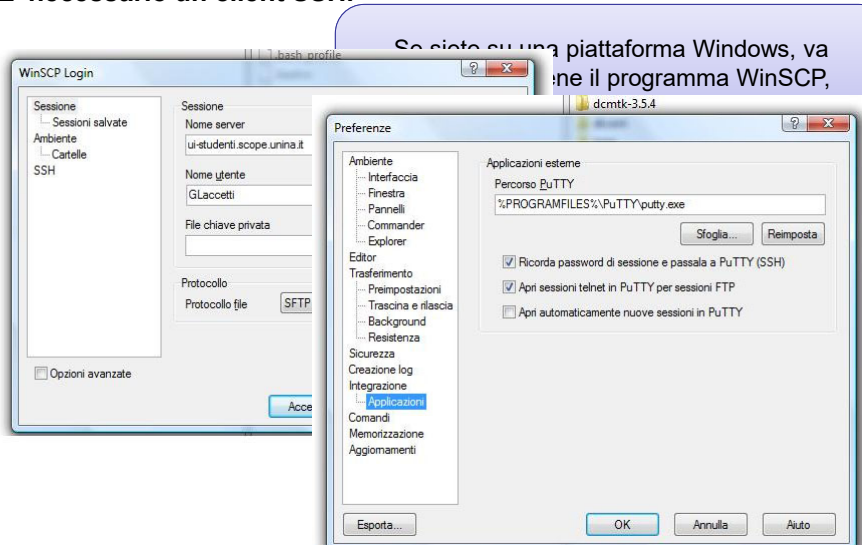 È necessario un client SSH.
.bash_profile
Se siete su una piattaforma Windows, va
ene il programma WinSCP,
dcmtk-3.5.4
WinSCP Login
Sessione
Sessioni salvate
Ambiente
Cartelle
SSH
Sessione
Nome server
ui-studenti.scope.unina.it
Nome utente
GLaccetti
File chiave privata
Protocollo
Protocollo file
SFTP
Opzioni avanzate
Acce
Preferenze
Ambiente
Interfaccia
Finestra
Pannelli
Commander
Explorer
Editor
Trasferimento
Preimpostazioni
Trascina e rilascia
Background
Resistenza
Sicurezza
Creazione log
Integrazione
Applicazioni
Comandi
Memorizzazione
Aggiornamenti
Applicazioni esterne
Percorso PuTTY
%PROGRAMFILES%\PuTTY\putty.exe
Sfoglia...
Reimposta
Ricorda password di sessione e passala a PuTTY (SSH)
Apri sessioni telnet in PuTTY per sessioni FTP
Apri automaticamente nuove sessioni in PuTTY
Esporta...
OK
Annulla
Aiuto